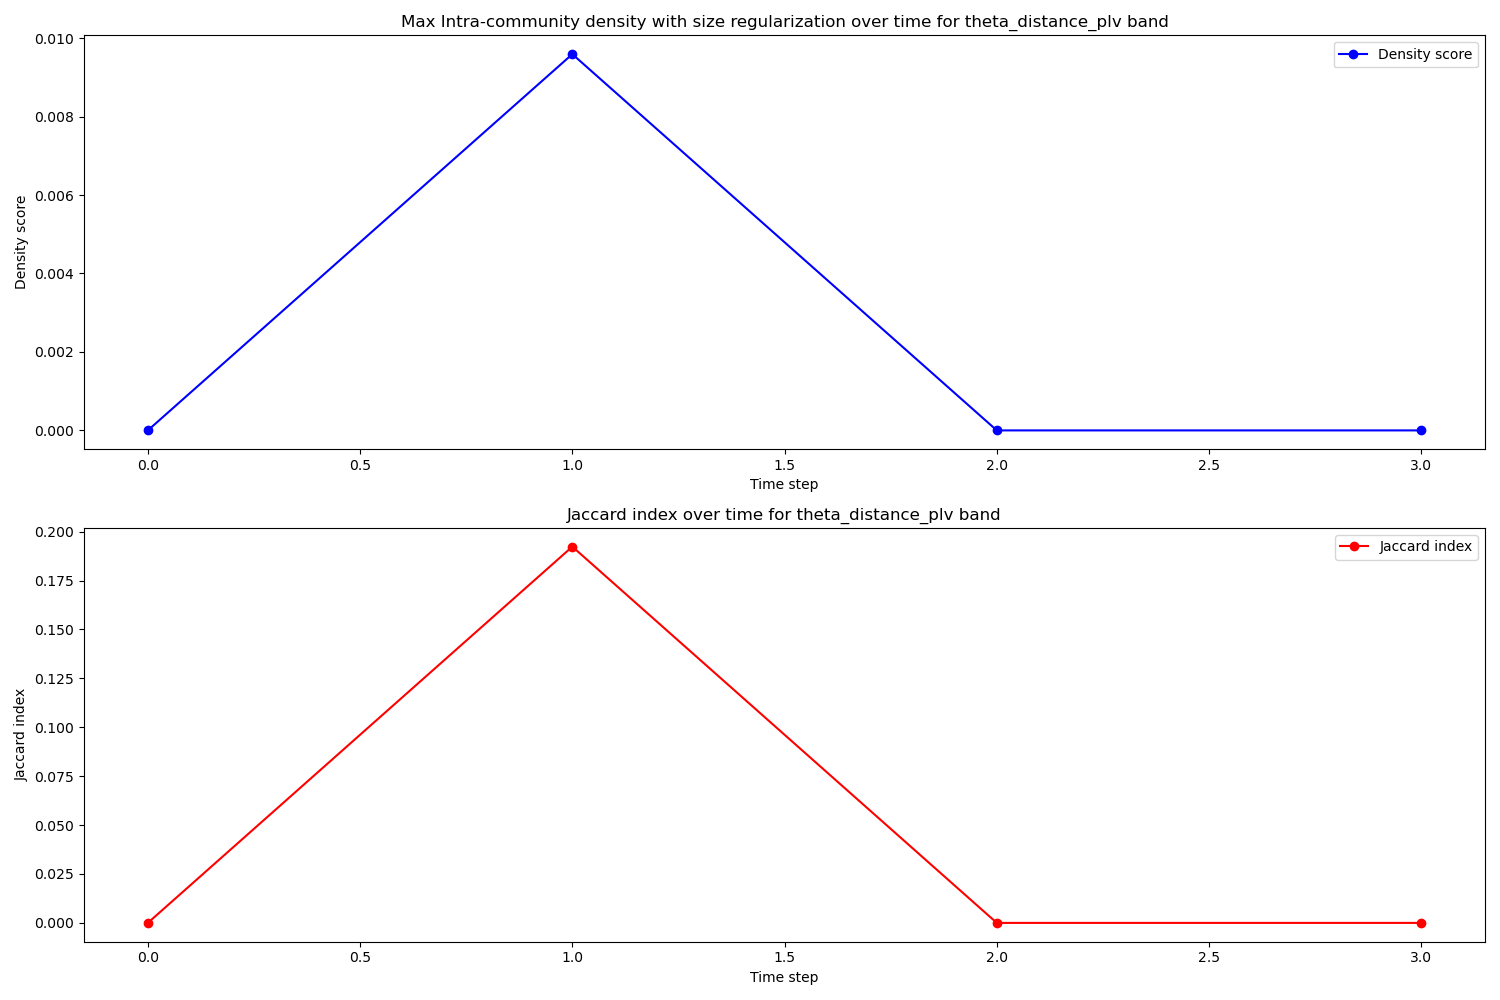 Max Intra-community density with size regularization over time for theta_distance_plv band
0.010
0.008
0.006
0.004
0.002
0.000
Density score
Density score
0.0 0.5 1.0 1.5 2.0 2.5 3.0
Time step
Jaccard index over time for theta_distance_plv band
0.200
0.175
0.150
0.125
0.100
0.075
0.050
0.025
0.000
Jaccard index
Jaccard index
0.0 0.5 1.0 1.5 2.0 2.5 3.0
Time step